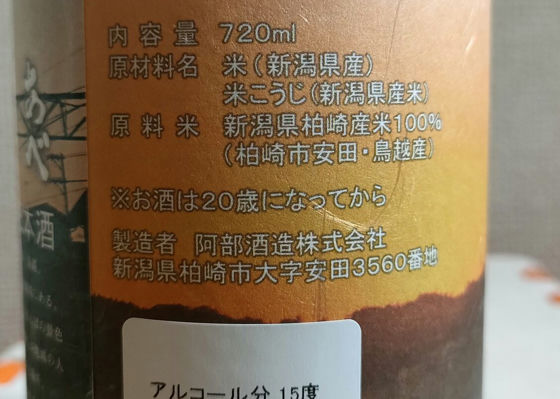 内容量 720ml
原材料名 米(新潟県産)
米こうじ(新潟県産米)
原料米 新潟県柏崎産米100%
(柏崎市安田・鳥越産)
※お酒は20歳になってから
製造者 阿部酒造株式会社
新潟県柏崎市大字安田3560番地
アルコール分 15度
あべ
本酒